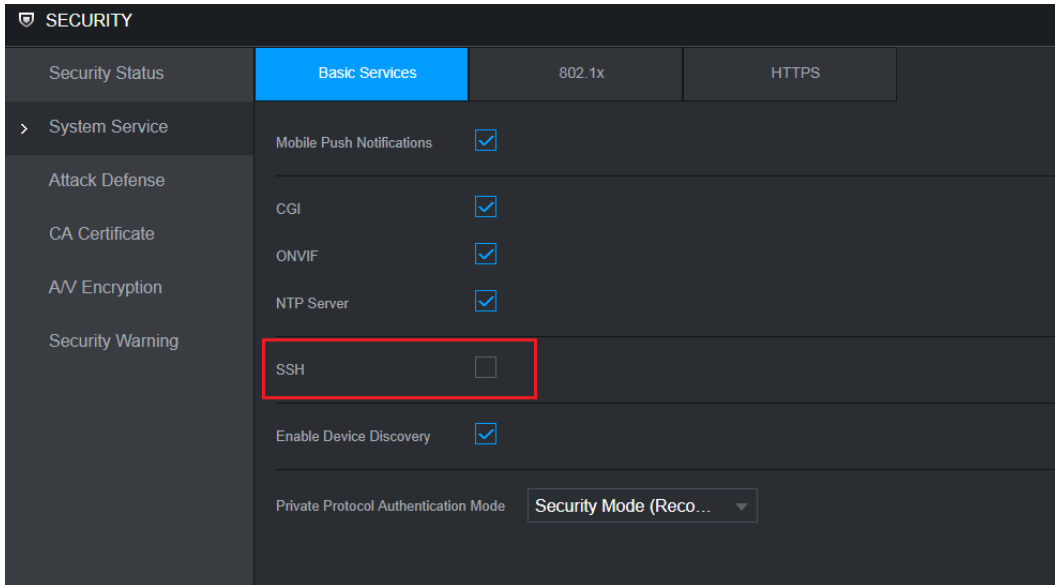 SECURITY
Security Status
System Service
Attack Defense
CA Certificate
A/V Encryption
Security Warning
Basic Services
802.1x
HTTPS
Mobile Push Notifications
CGI
ONVIF
NTP Server
SSH
Enable Device Discovery
Private Protocol Authentication Mode
Security Mode (Reco...